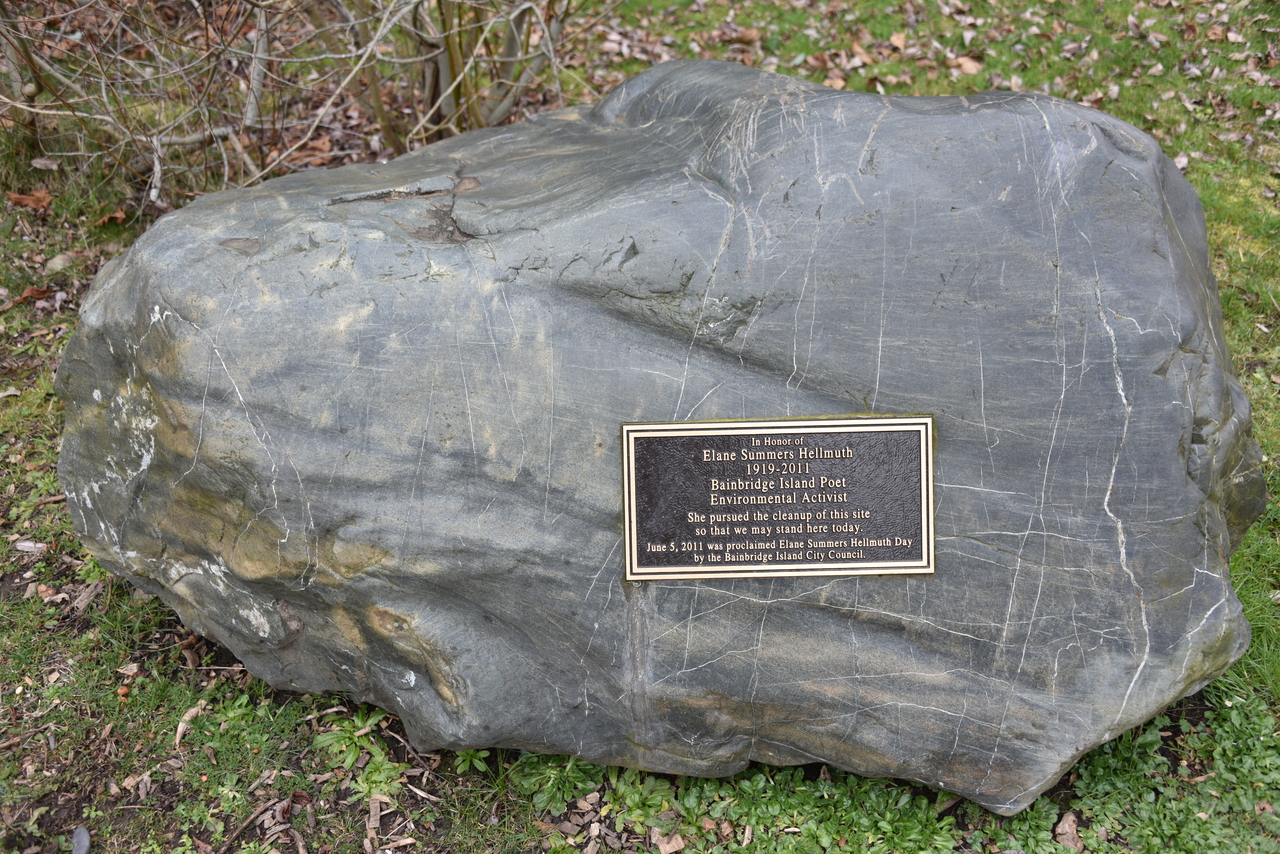 In Honor of
Elane Summers Hellmuth
1919-2011
Bainbridge Island Poet
Environmental Activist
She pursued the cleanup of this site
so that we may stand here today.
June 5, 2011 was proclaimed Elane Summers Hellmuth Day
by the Bainbridge Island City Council.